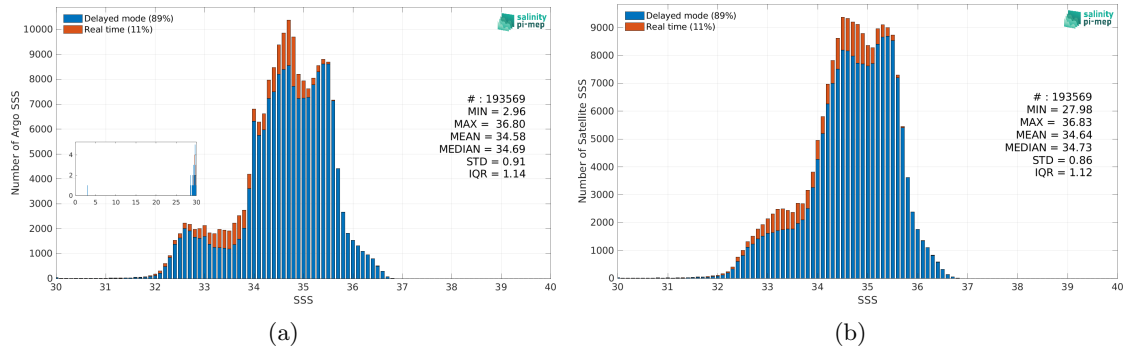 Delayed mode (89%)
Real time (11%)
salinity
pi-mep
10000
9000
8000
7000
6000
5000
4000
3000
2000
1000
0
Number of Argo SSS
# : 193569
MIN = 2.96
MAX = 36.80
MEAN = 34.58
MEDIAN = 34.69
STD = 0.91
IQR = 1.14
4
2
0
0 5 10 15 20 25 30
30 31 32 33 34 35 36 37 38 39 40
SSS
(a)
Delayed mode (89%)
Real time (11%)
salinity
pi-mep
9000
8000
7000
6000
5000
4000
3000
2000
1000
0
Number of Satellite SSS
# : 193569
MIN = 27.98
MAX = 36.83
MEAN = 34.64
MEDIAN = 34.73
STD = 0.86
IQR = 1.12
30 31 32 33 34 35 36 37 38 39 40
SSS
(b)